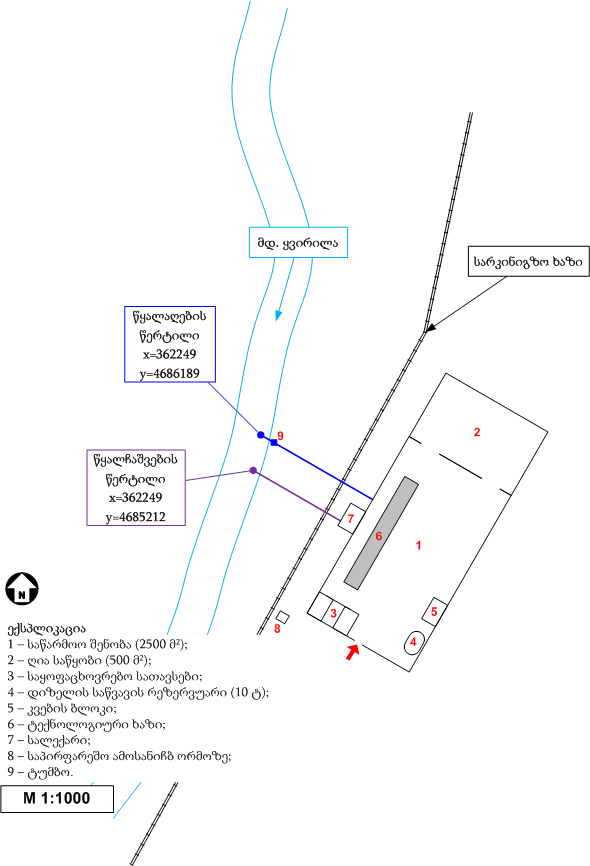 მდ. ყვირილა
სარკინიგზო ხაზი
წყალაღების
წერტილი
x=362249
y=4686189
9
წყალჩაშვების
წერტილი
x=362249
y=4685212
2
7
6
1
3
5
4
8
N
ექსპლიკაცია
1 – საწარმოო შენობა (2500 მ²);
2 – ღია საწყობი (500 მ²);
3 – საყოფაცხოვრებო სათავსები;
4 – დიზელის საწვავის რეზერვუარი (10 ტ);
5 – კვების ბლოკი;
6 – ტექნოლოგიური ხაზი;
7 – სალექარი;
8 – საპირფარეშო ამოსანიჩბ ორმოზე;
9 – ტუმბო.
M 1:1000